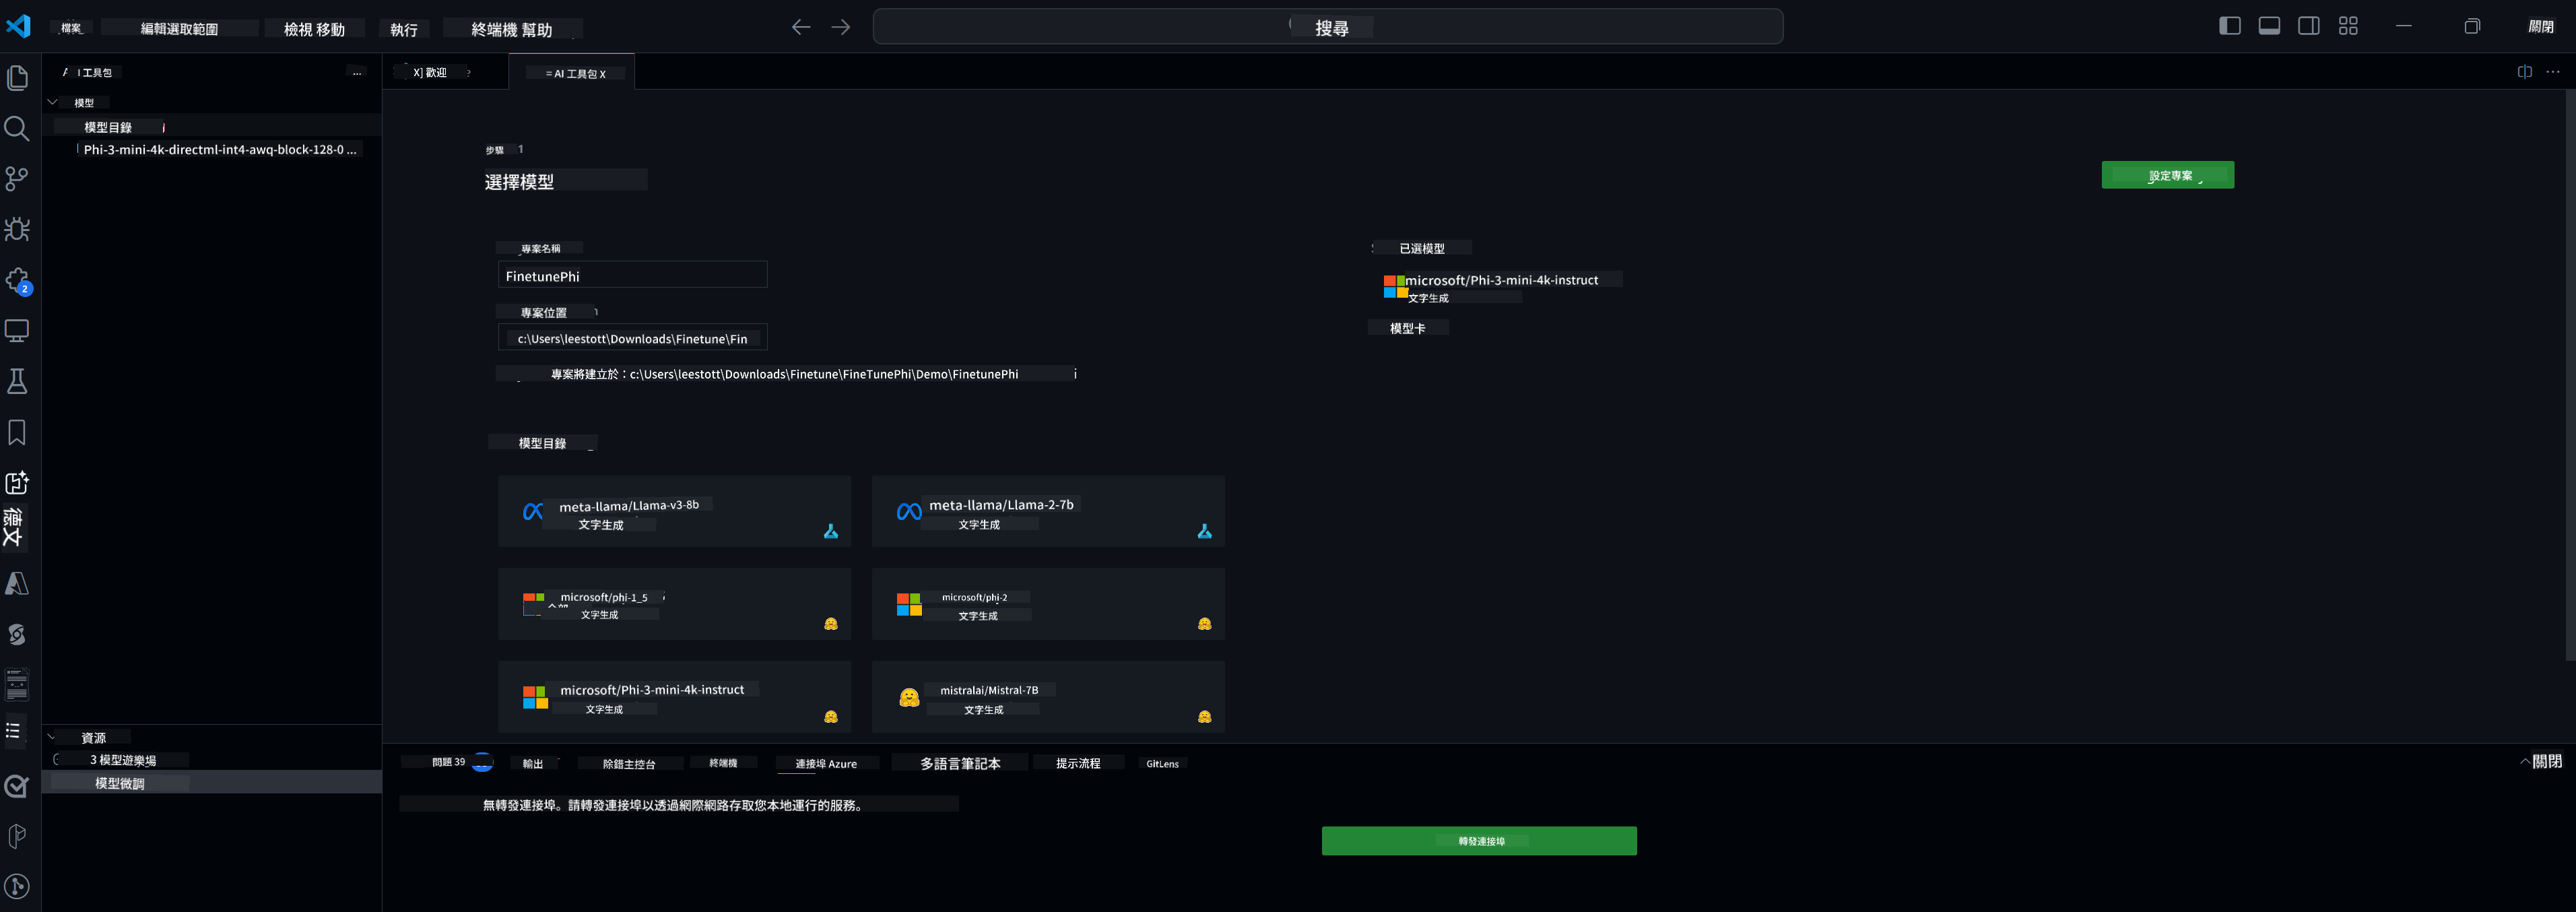 檔案 編輯選取範圍 檢視 移動 執行 終端機 幫助
搜尋
關閉
工具包 ...
X] 歡迎
= AI 工具包 X
模型
模型目錄
Phi-3-mini-4k-directml-int4-awq-block-128-0 ...
步驟 1
選擇模型
設定專案
專案名稱
FinetunePhi
專案位置
c:\Users\leestott\Downloads\Finetune\Fin
專案將建立於：c:\Users\leestott\Downloads\Finetune\FineTunePhi\Demo\FinetunePhi
已選模型
microsoft/Phi-3-mini-4k-instruct
文字生成
模型卡
模型目錄
meta-llama/Llama-v3-8b
文字生成
meta-llama/Llama-2-7b
文字生成
microsoft/phi-1_5
文字生成
microsoft/phi-2
文字生成
microsoft/Phi-3-mini-4k-instruct
文字生成
mistralai/Mistral-7B
文字生成
2
德文
資源
3 模型遊樂場
模型微調
問題 39 輸出 除錯主控台 終端機 連接埠 Azure 多語言筆記本 提示流程 GitLens
關閉
無轉發連接埠。請轉發連接埠以透過網際網路存取您本地運行的服務。
轉發連接埠